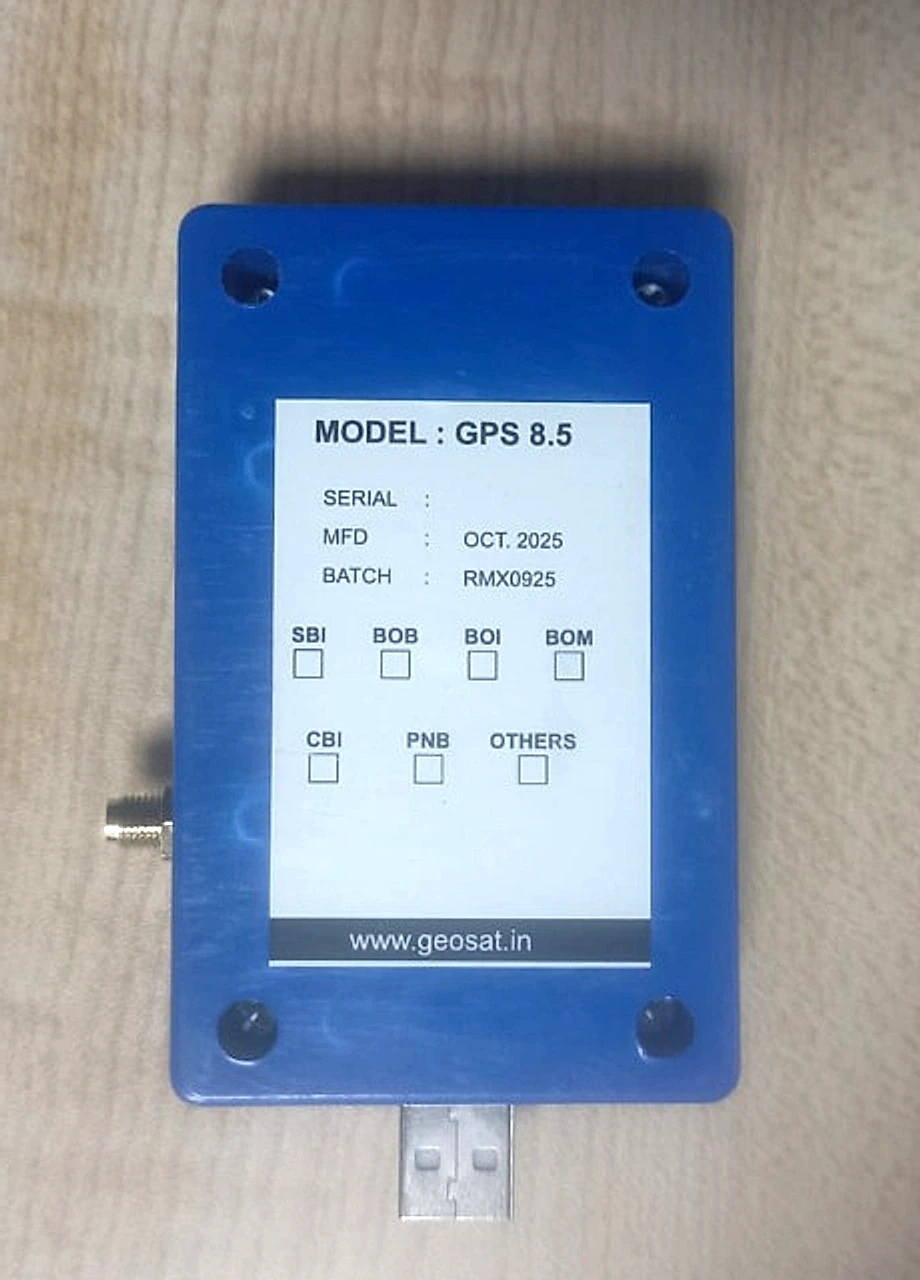 MODEL : GPS 8.5
SERIAL :
MFD : OCT. 2025
BATCH : RMX0925
SBI BOB BOI BOM
CBI PNB OTHERS
www.geosat.in